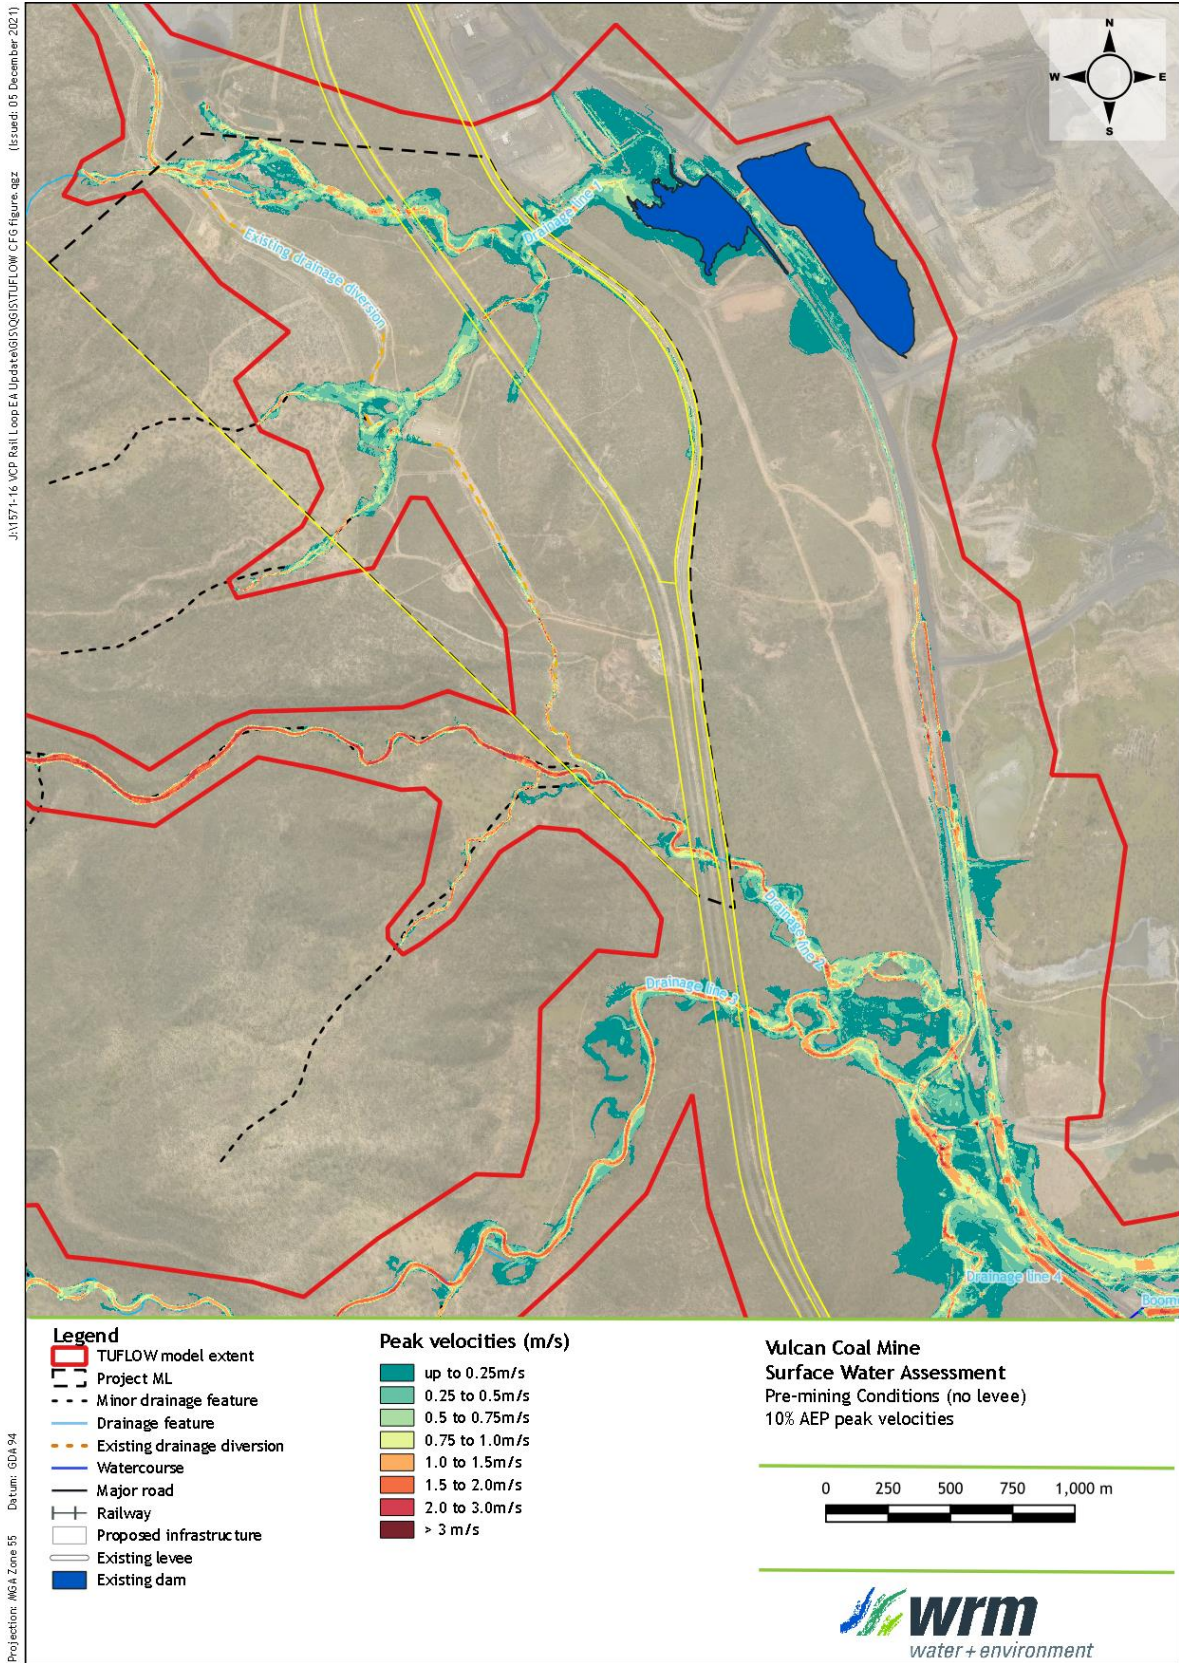 J:\1571-16 VCP Rail Loop EA Update\GIS\QGIS\TUFLOW CFG figure.qgz (Issued: 05 December 2021)
Projection: MGA Zone 55 Datum: GDA94
N
W
E
S
Drainage line 1
Existing drainage diversion
Drainage line 2
Drainage line 3
Drainage line 4
Boome
Legend
TUFLOW model extent
Project ML
Minor drainage feature
Drainage feature
Existing drainage diversion
Watercourse
Major road
Railway
Proposed infrastructure
Existing levee
Existing dam
Peak velocities (m/s)
up to 0.25m/s
0.25 to 0.5m/s
0.5 to 0.75m/s
0.75 to 1.0m/s
1.0 to 1.5m/s
1.5 to 2.0m/s
2.0 to 3.0m/s
> 3 m/s
Vulcan Coal Mine
Surface Water Assessment
Pre-mining Conditions (no levee)
10% AEP peak velocities
0 250 500 750 1,000 m
wrm
water + environment